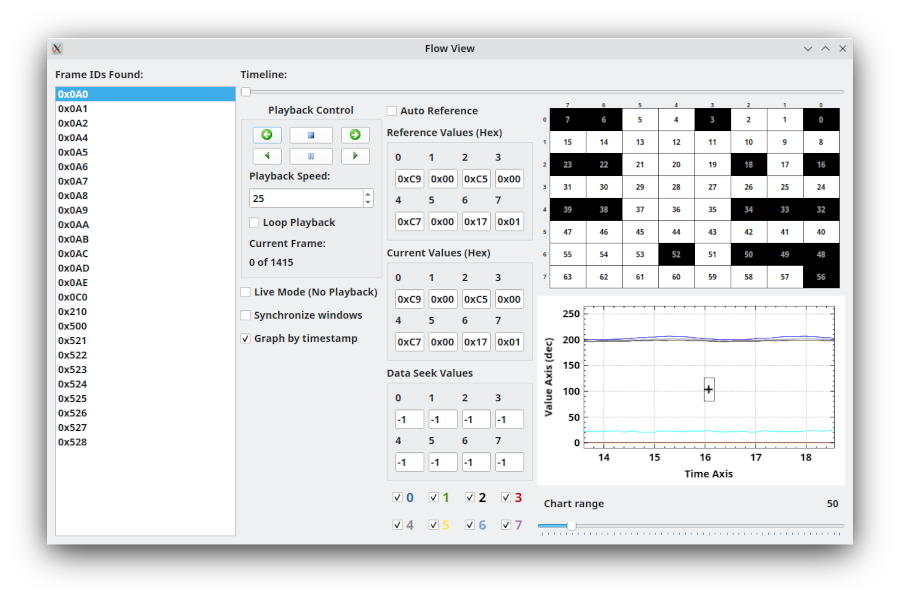 Flow View
Frame IDs Found:
0x0A0
0x0A1
0x0A2
0x0A4
0x0A5
0x0A6
0x0A7
0x0A8
0x0A9
0x0AA
0x0AB
0x0AC
0x0AD
0x0AE
0x0C0
0x210
0x500
0x521
0x522
0x523
0x524
0x525
0x526
0x527
0x528
Timeline:
Playback Control
Playback Speed:
25
Loop Playback
Current Frame:
0 of 1415
Live Mode (No Playback)
Synchronize windows
Graph by timestamp
Auto Reference
Reference Values (Hex)
0 1 2 3
0xC9 0x00 0xC5 0x00
4 5 6 7
0xC7 0x00 0x17 0x01
Current Values (Hex)
0 1 2 3
0xC9 0x00 0xC5 0x00
4 5 6 7
0xC7 0x00 0x17 0x01
Data Seek Values
0 1 2 3
-1 -1 -1 -1
4 5 6 7
-1 -1 -1 -1
0 1 2 3
4 5 6 7
7 6 5 4 3 2 1 0
0 7 6 5 4 3 2 1 0
1 15 14 13 12 11 10 9 8
2 23 22 21 20 19 18 17 16
3 31 30 29 28 27 26 25 24
4 39 38 37 36 35 34 33 32
5 47 46 45 44 43 42 41 40
6 55 54 53 52 51 50 49 48
7 63 62 61 60 59 58 57 56
Value Axis (dec)
250
200
150
100
50
0
14 15 16 17 18
Time Axis
Chart range 50